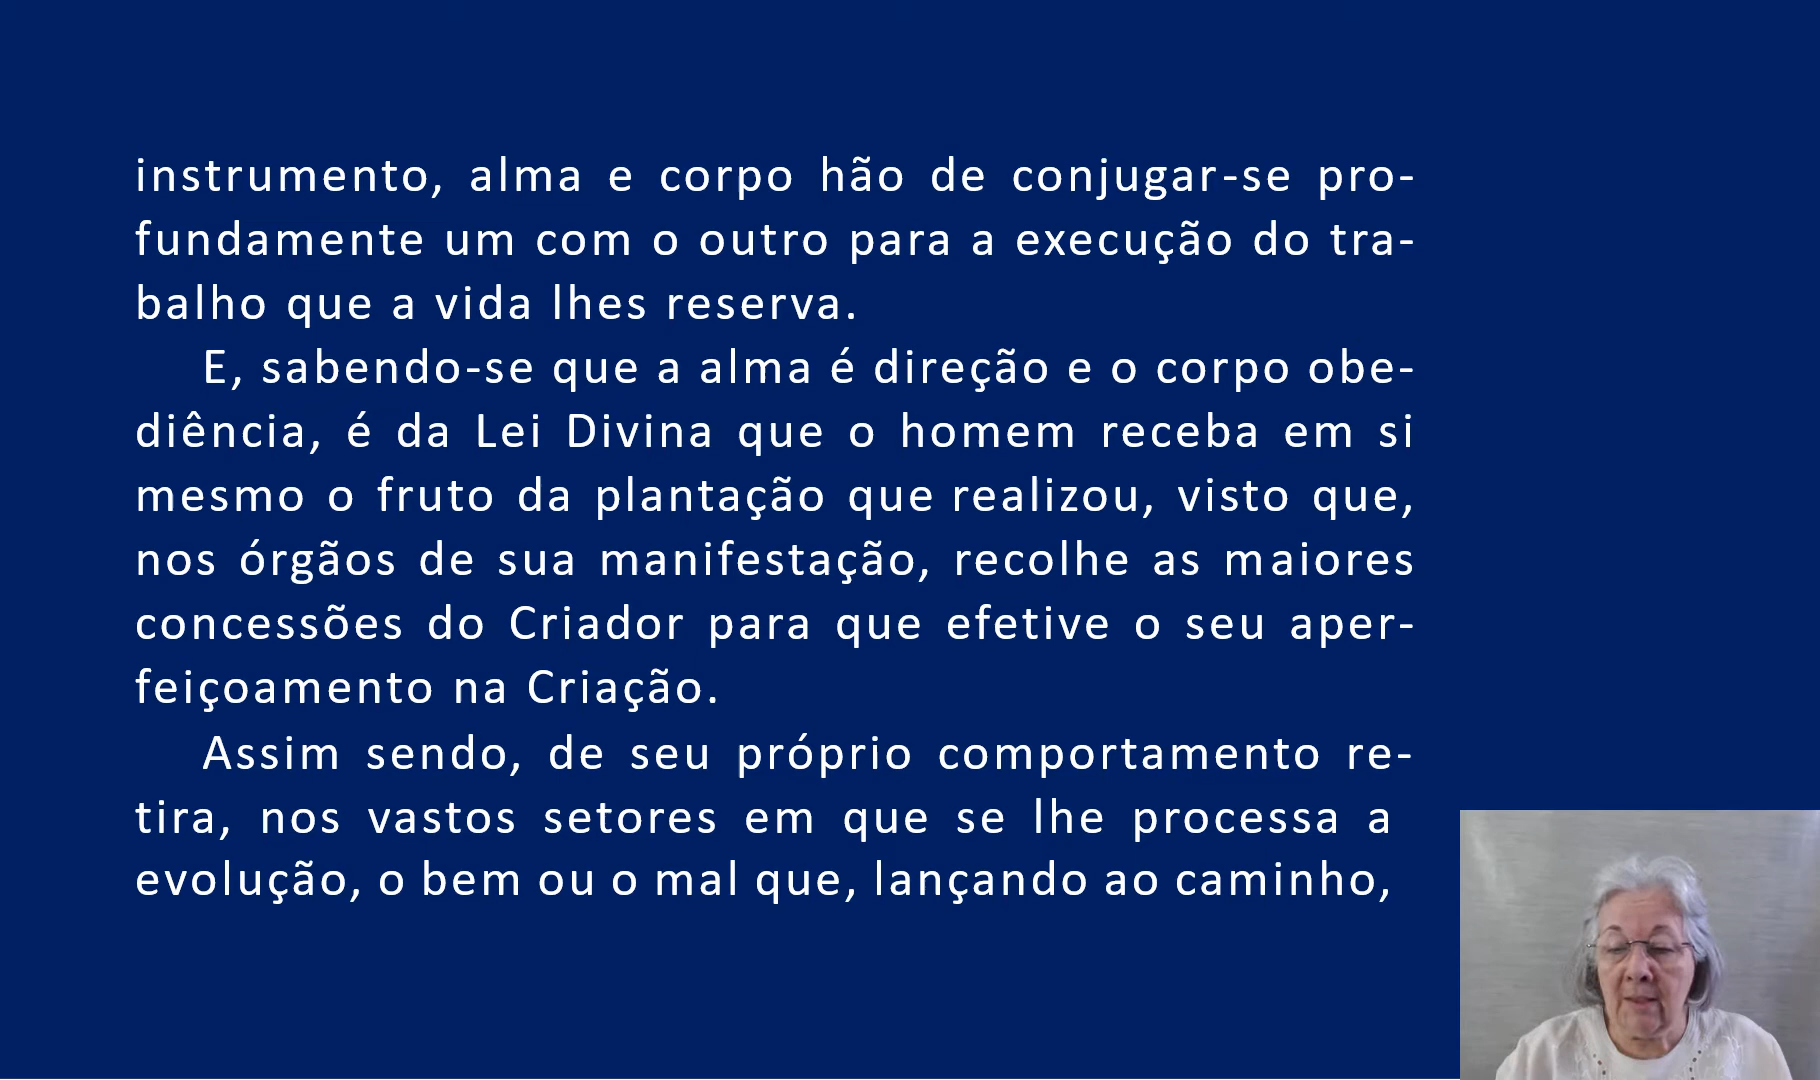 instrumento, alma e corpo hão de conjugar-se pro-
fundamente um com o outro para a execução do tra-
balho que a vida lhes reserva.
E, sabendo-se que a alma é direção e o corpo obe-
diência, é da Lei Divina que o homem receba em si
mesmo o fruto da plantação que realizou, visto que,
nos órgãos de sua manifestação, recolhe as maiores
concessões do Criador para que efetive o seu aper-
feiçoamento na Criação.
Assim sendo, de seu próprio comportamento re-
tira, nos vastos setores em que se lhe processa a
evolução, o bem ou o mal que, lançando ao caminho,